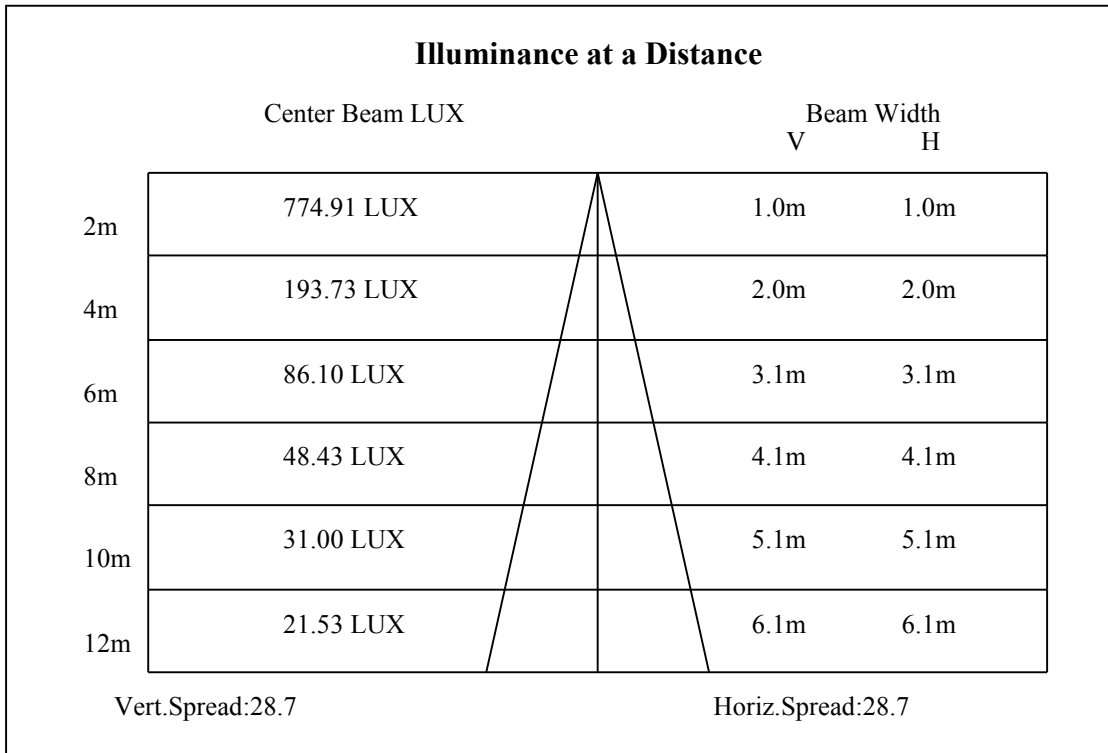 Illuminance at a Distance
Center Beam LUX Beam Width
V H
2m 774.91 LUX 1.0m 1.0m
4m 193.73 LUX 2.0m 2.0m
6m 86.10 LUX 3.1m 3.1m
8m 48.43 LUX 4.1m 4.1m
10m 31.00 LUX 5.1m 5.1m
12m 21.53 LUX 6.1m 6.1m
Vert.Spread:28.7 Horiz.Spread:28.7